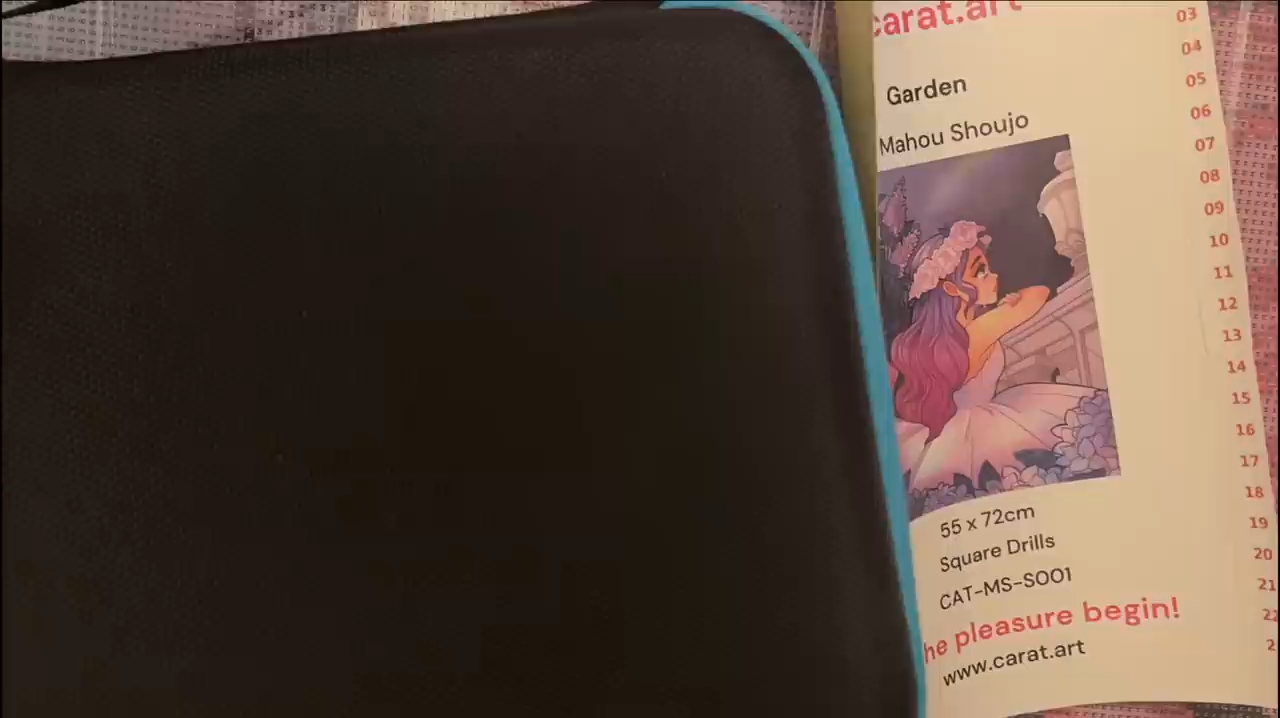 carat.art
Garden
Mahou Shoujo
55 x 72cm
Square Drills
CAT-MS-S001
he pleasure begin!
www.carat.art
03
04
05
06
07
08
09
10
11
12
13
14
15
16
17
18
19
20
21